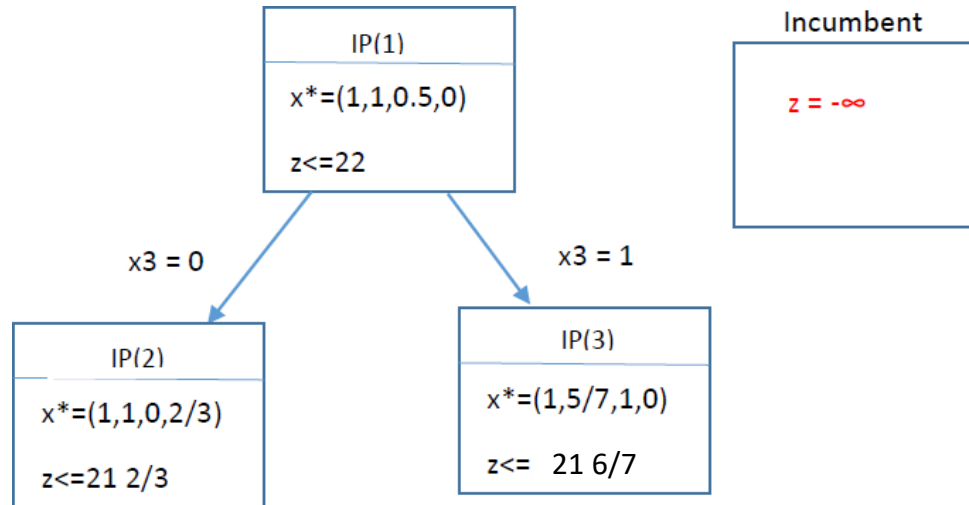 Incumbent
IP(1)
x*=(1,1,0.5,0)
z<=22
z = -∞
x3 = 0
x3 = 1
IP(2)
x*=(1,1,0,2/3)
z<=21 2/3
IP(3)
x*=(1,5/7,1,0)
z<= 21 6/7